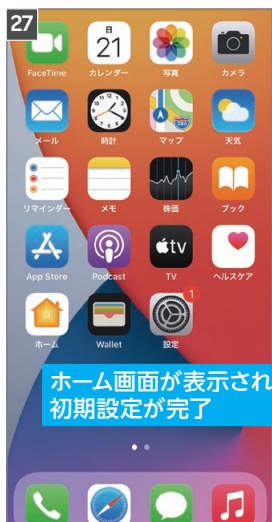 27
日
21
FaceTime カレンダー 写真 カメラ
280
メール 時計 マップ 天気
リマインダー メモ 株価 ブック
tv
App Store Podcast TV ヘルスケア
1
ホーム Wallet 設定
ホーム画面が表示され
初期設定が完了